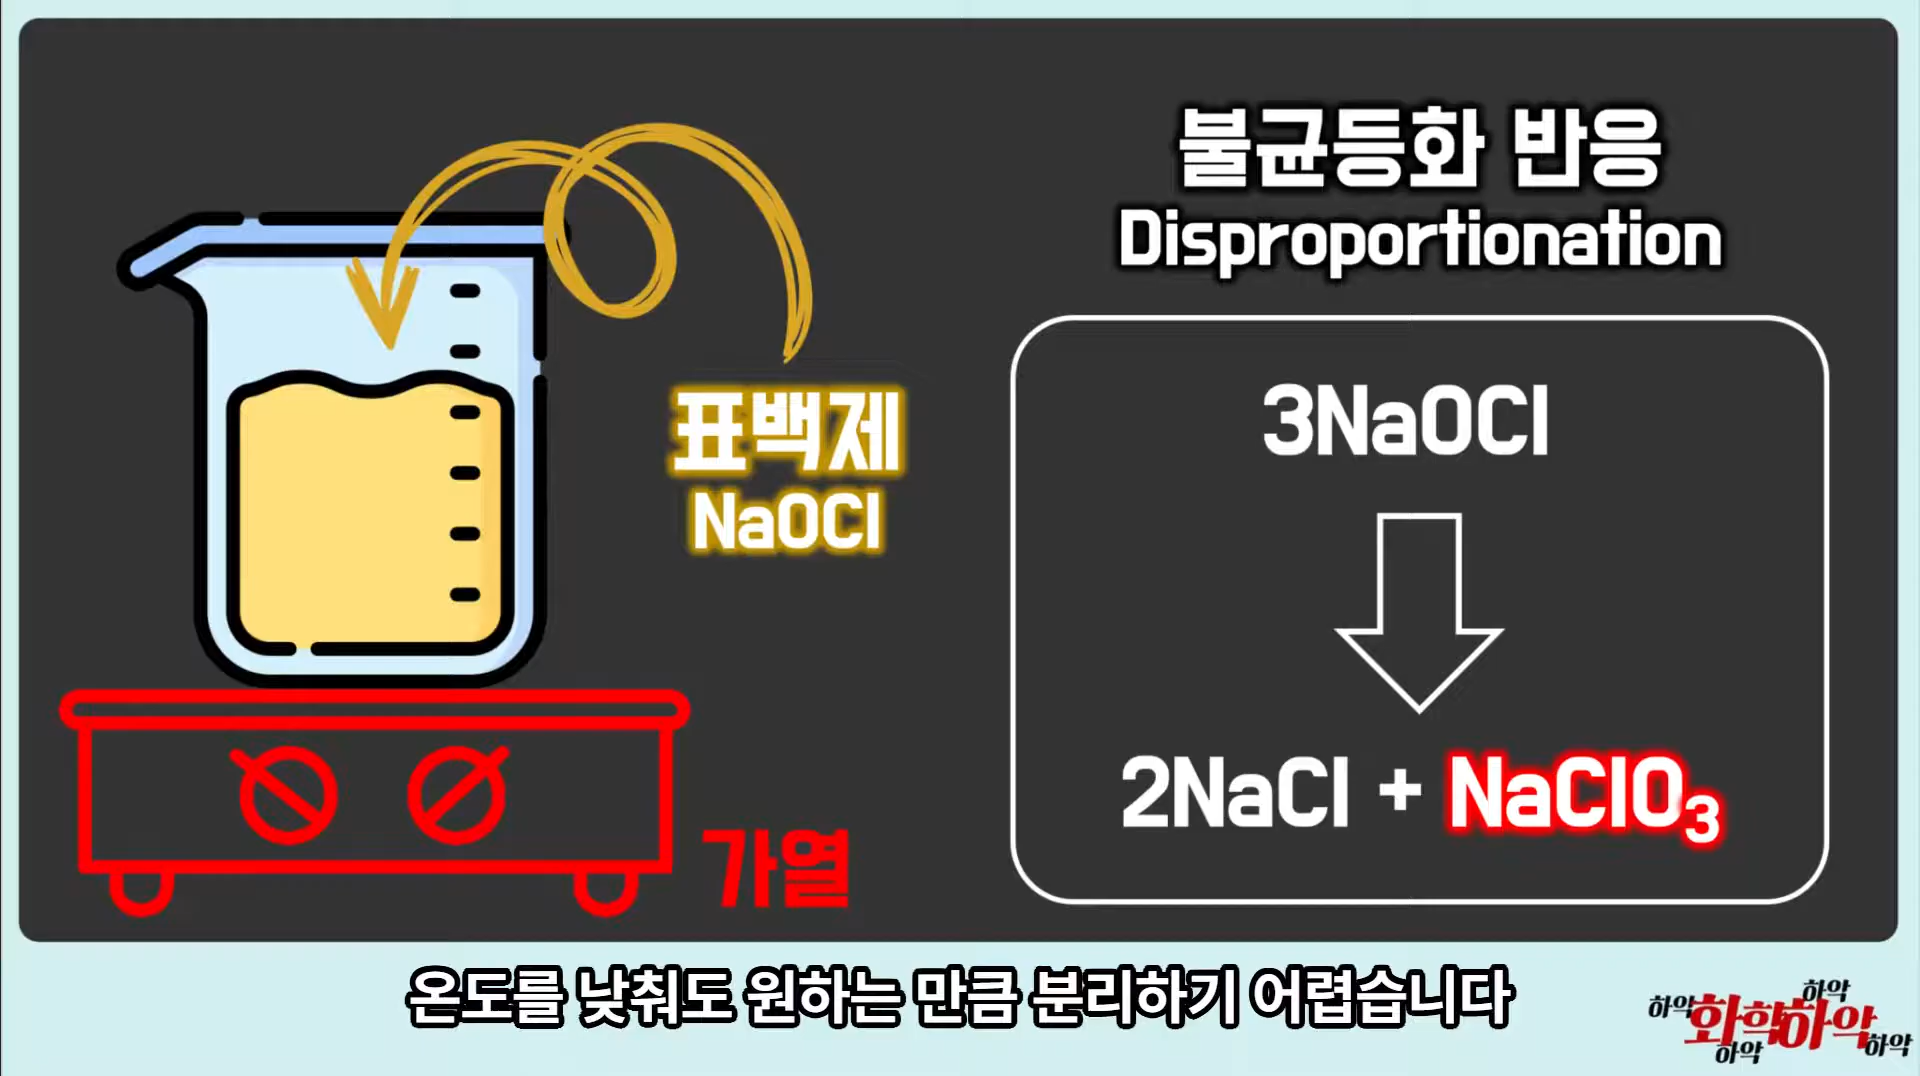 불균등화 반응
Disproportionation
표백제
NaOCl
3NaOCl
2NaCl + NaClO₃
가열
온도를 낮춰도 원하는 만큼 분리하기 어렵습니다
하악
하악
화학하악
하악
하악